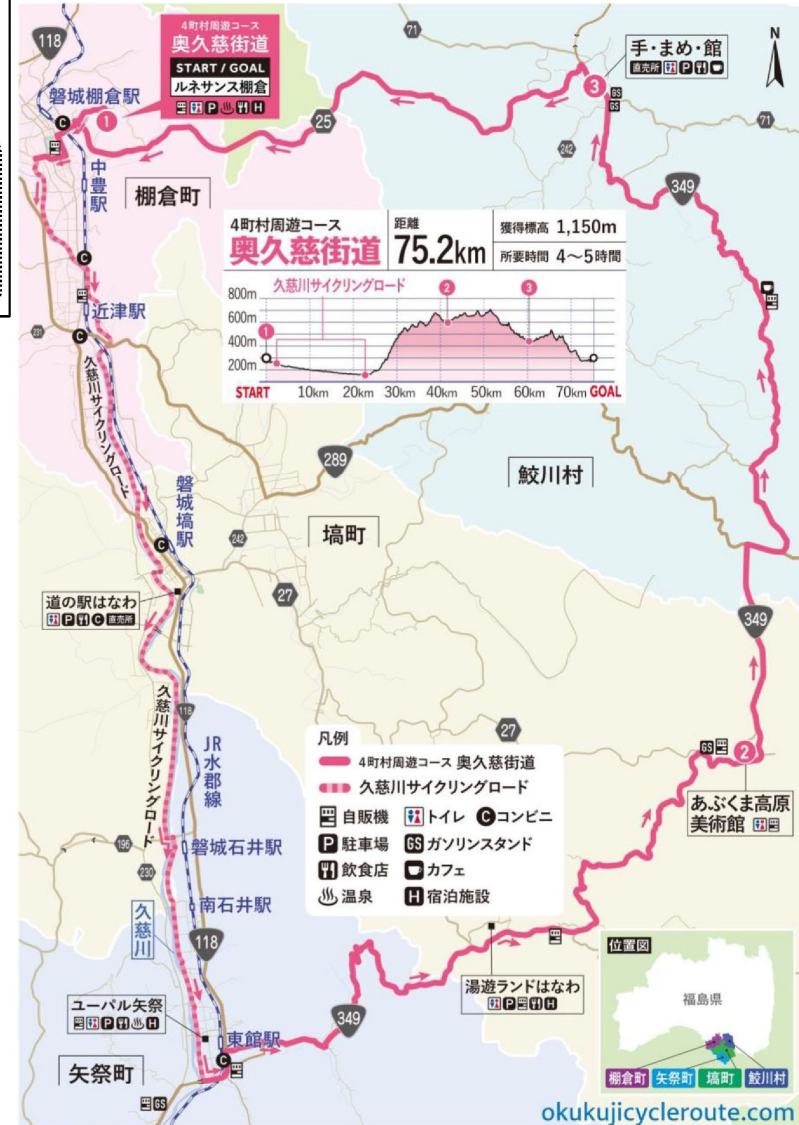 118
4町村周遊コース
奥久慈街道
START / GOAL
ルネサンス棚倉
P H
71
手・まめ・館
直売所 P
N
磐城棚倉駅
1
C
3
GS
GS
71
25
242
349
中豊駅
棚倉町
4町村周遊コース
奥久慈街道
距離
75.2km
獲得標高 1,150m
所要時間 4〜5時間
久慈川サイクリングロード
800m
600m
400m
200m
1
2
3
START
10km
20km
30km
40km
50km
60km
70km
GOAL
C
近津駅
231
C
久慈川サイクリングロード
289
鮫川村
磐城塙駅
C
242
塙町
27
道の駅はなわ
P C 直売所
349
久慈川サイクリングロード
118
JR水郡線
27
GS
2
あぶくま高原
美術館
凡例
4町村周遊コース 奥久慈街道
久慈川サイクリングロード
自販機 トイレ C コンビニ
P 駐車場 GS ガソリンスタンド
飲食店 カフェ
温泉 H 宿泊施設
196
磐城石井駅
230
南石井駅
久慈川
118
湯遊ランドはなわ
P H
349
ユーパル矢祭
P H
東館駅
C
矢祭町
GS
位置図
福島県
棚倉町 矢祭町 塙町 鮫川村
okukujicycleroute.com